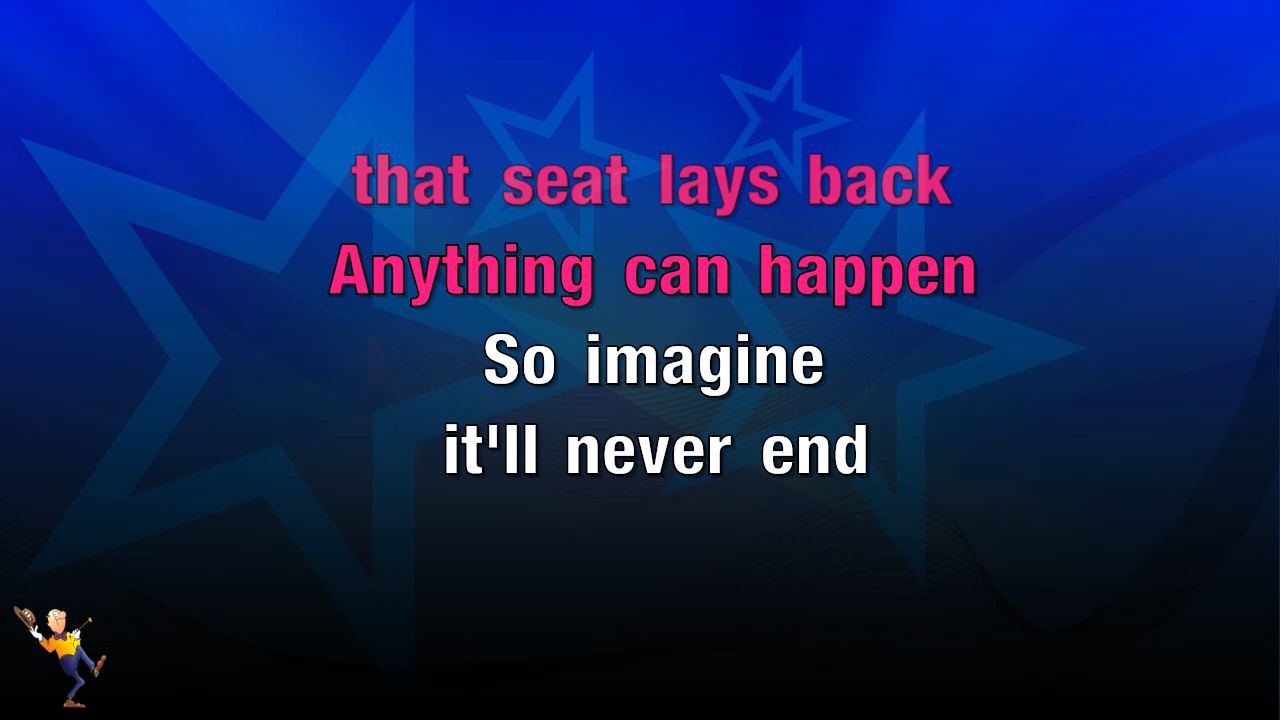 that seat lays back
Anything can happen
So imagine
it'll never end